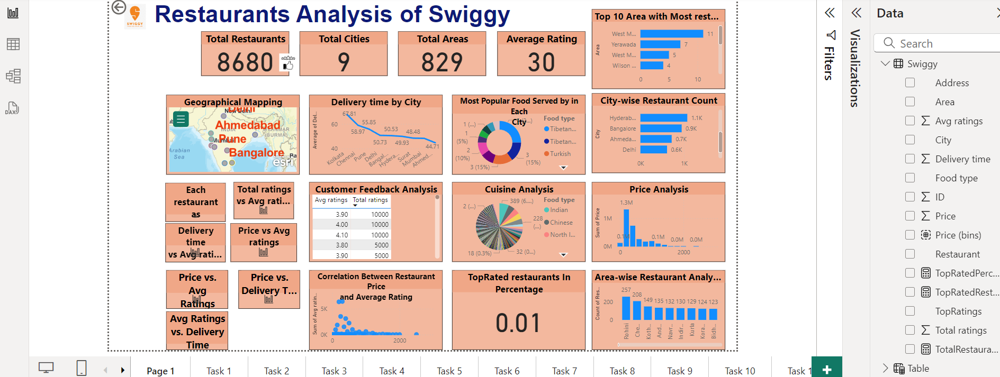 Restaurants Analysis of Swiggy
SWIGGY
Total Restaurants
8680
Total Cities
9
Total Areas
829
Average Rating
30
Top 10 Area with Most rest...
Area
West M... 11
Yerawada 7
West M... 5
Wilson ... 4
0 5 10
Geographical Mapping
Delhi
New Delhi
Ahmedabad
INDIA
MYANMAR
(BURMA)
Mumbai
Pune
Arabian
Sea
Bangalore
Ra
esri
Delivery time by City
Average of Del...
60
40
67.81
58.97
55.85
50.73
50.53
49.93
48.48
44.71
Kolkata
Chennai
Pune
Delhi
Bangal...
Hydera...
Surat
Mumbai
Ahmed...
Most Popular Food Served by in
Each
City
Food type
Tibetan...
Tibetan...
Turkish
1 (...)
1
(5%)
2
(10%)
3 (15%)
3
(15%)
City-wise Restaurant Count
City
Hyderab... 1.1K
Bangalore 0.9K
Ahmeda... 0.7K
Delhi 0.6K
0K 1K
Each
restaurant
as
Total ratings
vs Avg rati...
Delivery
time
vs Avg rati...
Price vs Avg
ratings
Customer Feedback Analysis
Avg ratings Total ratings
3.90 10000
4.00 10000
4.10 10000
3.80 5000
3.90 5000
Cuisine Analysis
Food type
Indian
Chinese
North I...
2 (...)
389 (6....)
228
(...)
32 (0...)
18 (0.3%)
Price Analysis
Sum of Price
1M
0M
1.3M
0.1M
0.1M
0.0M
0.0M
0 2000
Price vs.
Avg
Ratings
Price vs.
Delivery T...
Avg Ratings
vs. Delivery
Time
Correlation Between Restaurant
Price
and Average Rating
Sum of Avg ratin...
5K
0K
0 2000
TopRated restaurants In
Percentage
0.01
Area-wise Restaurant Analy...
Count of Res...
200
0
257 208 149 135 132 130 129 124 123
Rohini
Che...
Koth...
And...
Navr...
Indir...
Kurla
Kora...
Bidh...
Filters
Visualizations
Data
Search
Swiggy
Address
Area
Avg ratings
City
Delivery time
Food type
ID
Price
Price (bins)
Restaurant
TopRatedPerc...
TopRatedRest...
TopRatings
Total ratings
TotalRestaura...
Table
DAX
Page 1
Task 1
Task 2
Task 3
Task 4
Task 5
Task 6
Task 7
Task 8
Task 9
Task 10
Task 1